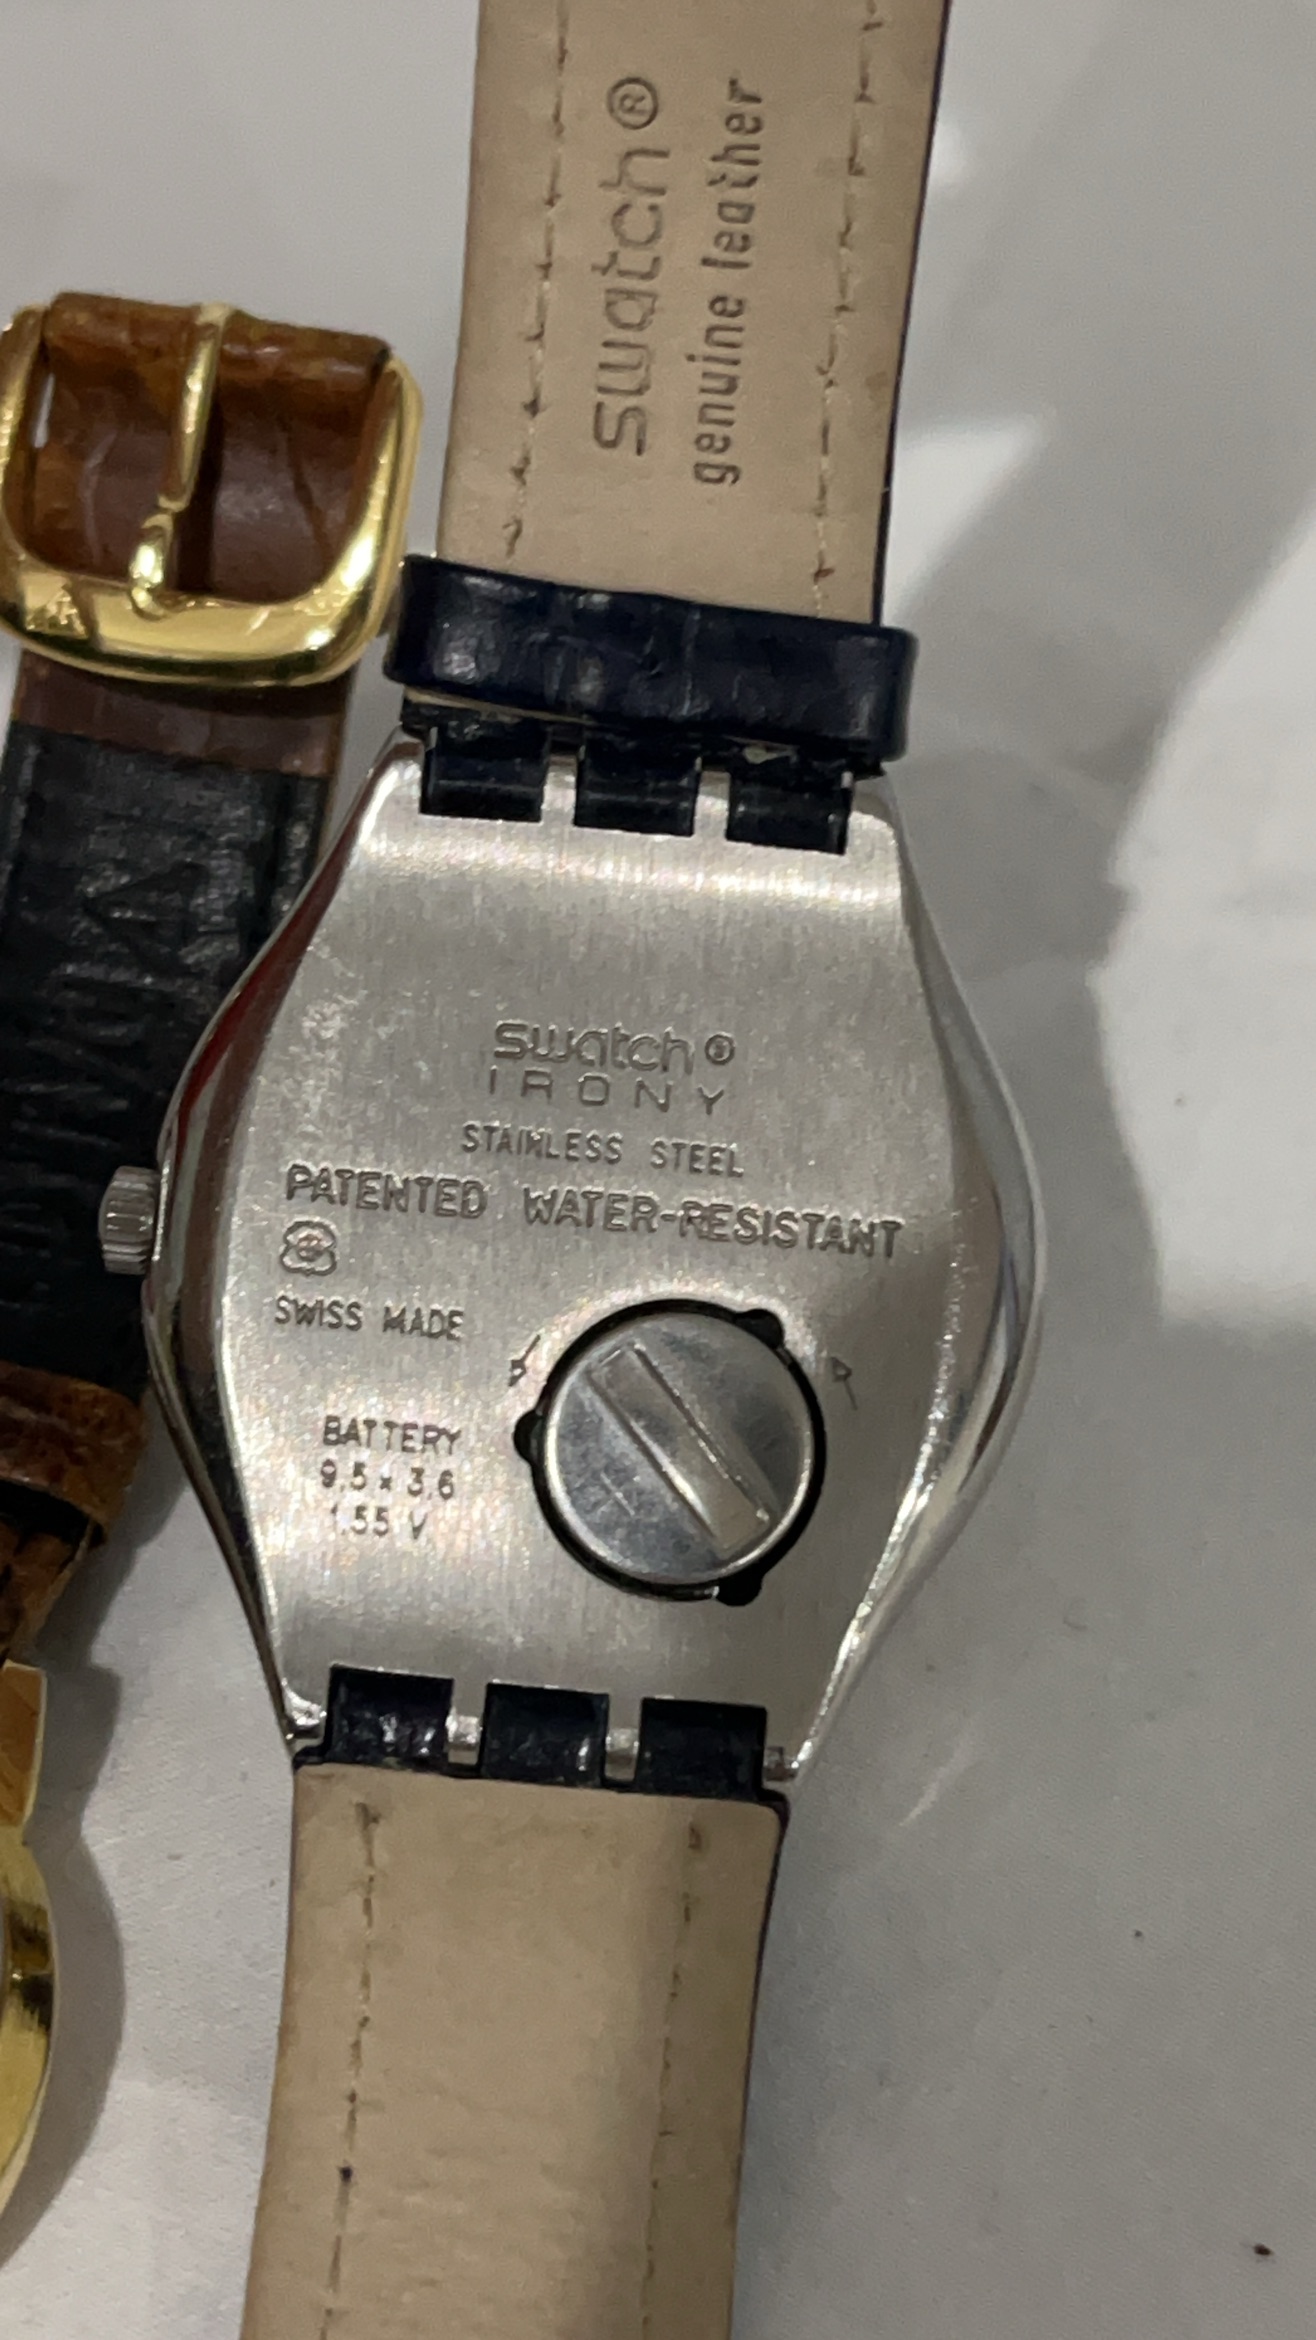 swatch®
genuine leather
swatch®
IRONY
STAINLESS STEEL
PATENTED WATER-RESISTANT
SWISS MADE
BATTERY
9.5 x 3.6
1.55 V